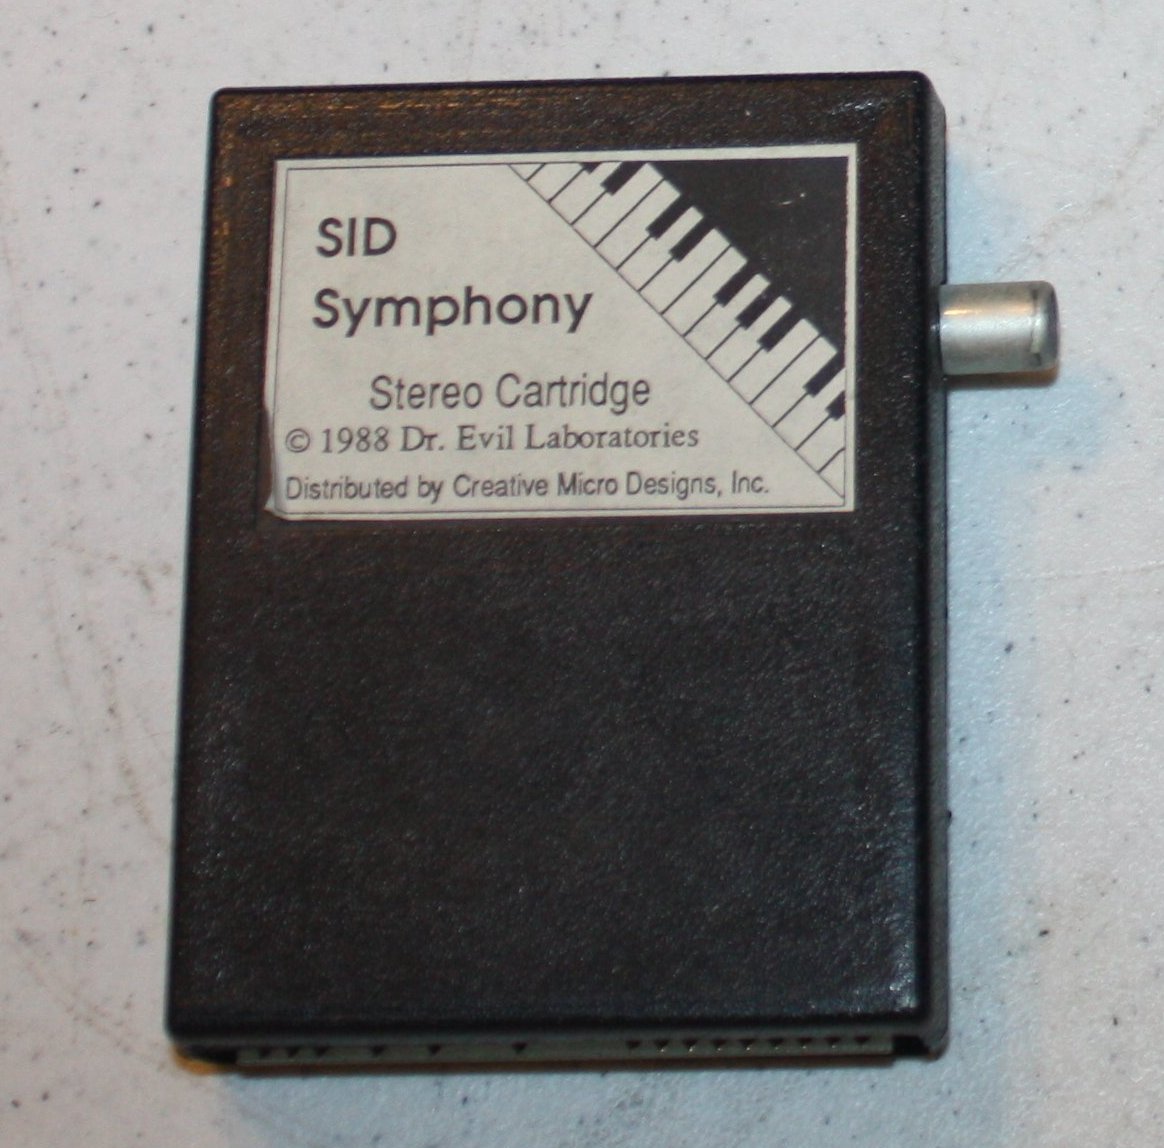 SID
Symphony
Stereo Cartridge
© 1988 Dr. Evil Laboratories
Distributed by Creative Micro Designs, Inc.